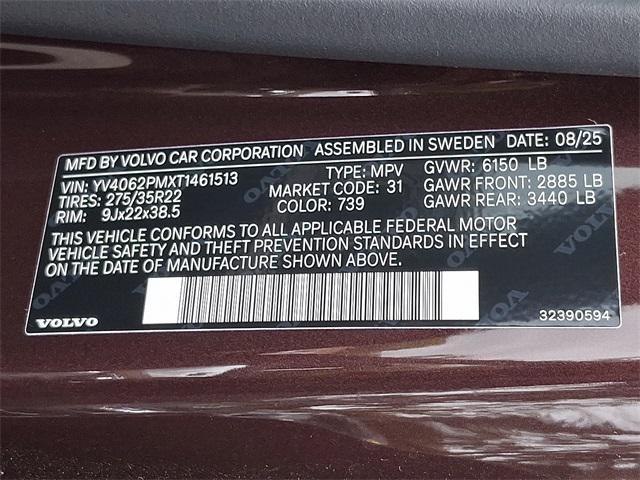 MFD BY VOLVO CAR CORPORATION ASSEMBLED IN SWEDEN DATE: 08/25
VIN: YV4062PMXT1461513 TYPE: MPV GVWR: 6150 LB
TIRES: 275/35R22 MARKET CODE: 31 GAWR FRONT: 2885 LB
RIM: 9Jx22x38.5 COLOR: 739 GAWR REAR: 3440 LB
THIS VEHICLE CONFORMS TO ALL APPLICABLE FEDERAL MOTOR
VEHICLE SAFETY AND THEFT PREVENTION STANDARDS IN EFFECT
ON THE DATE OF MANUFACTURE SHOWN ABOVE.
VOLVO 32390594